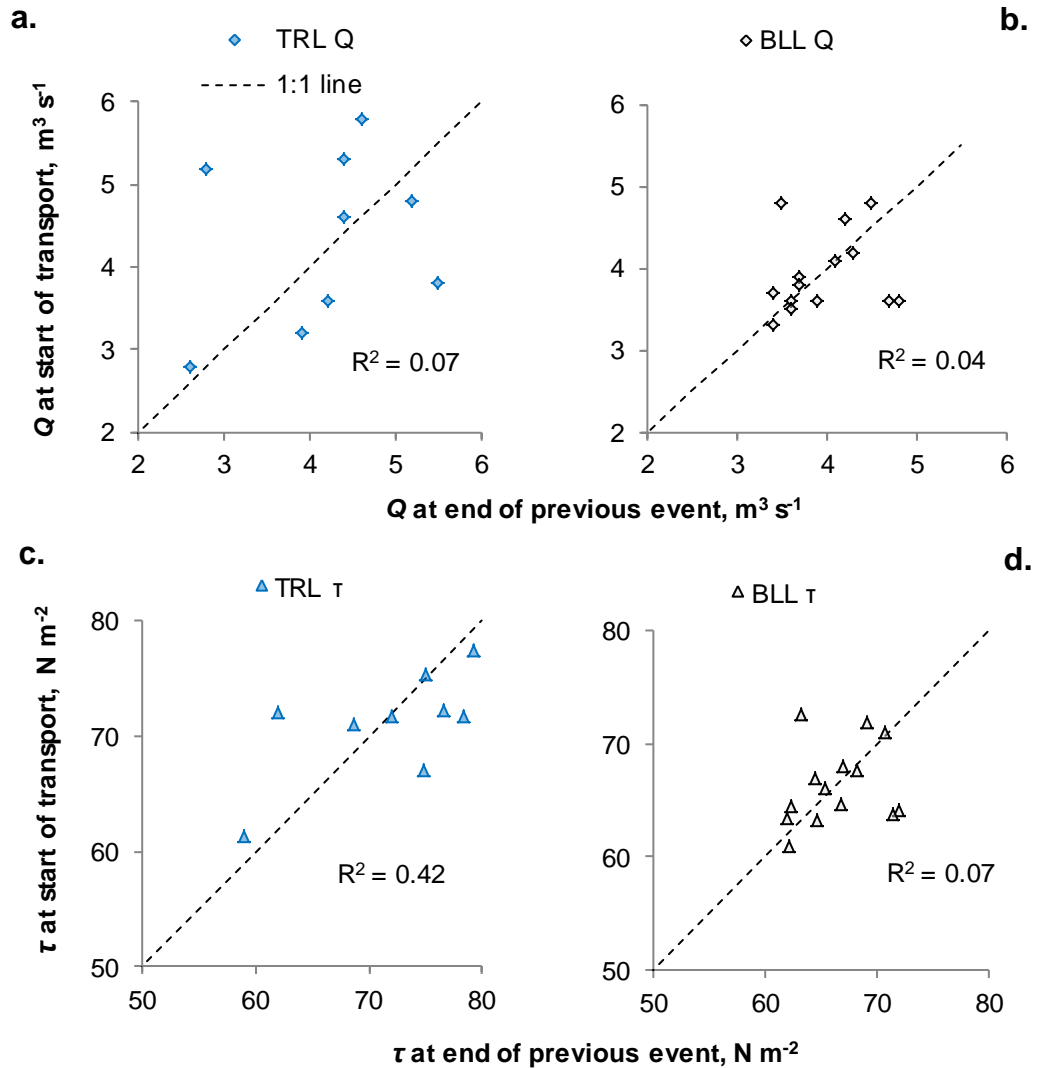 a.
TRL Q
1:1 line
Q at start of transport, m³ s⁻¹
6
5
4
3
2
R² = 0.07
2 3 4 5 6
b.
BLL Q
6
5
4
3
2
R² = 0.04
2 3 4 5 6
Q at end of previous event, m³ s⁻¹
c.
TRL τ
τ at start of transport, N m⁻²
80
70
60
50
R² = 0.42
50 60 70 80
d.
BLL τ
80
70
60
50
R² = 0.07
50 60 70 80
τ at end of previous event, N m⁻²